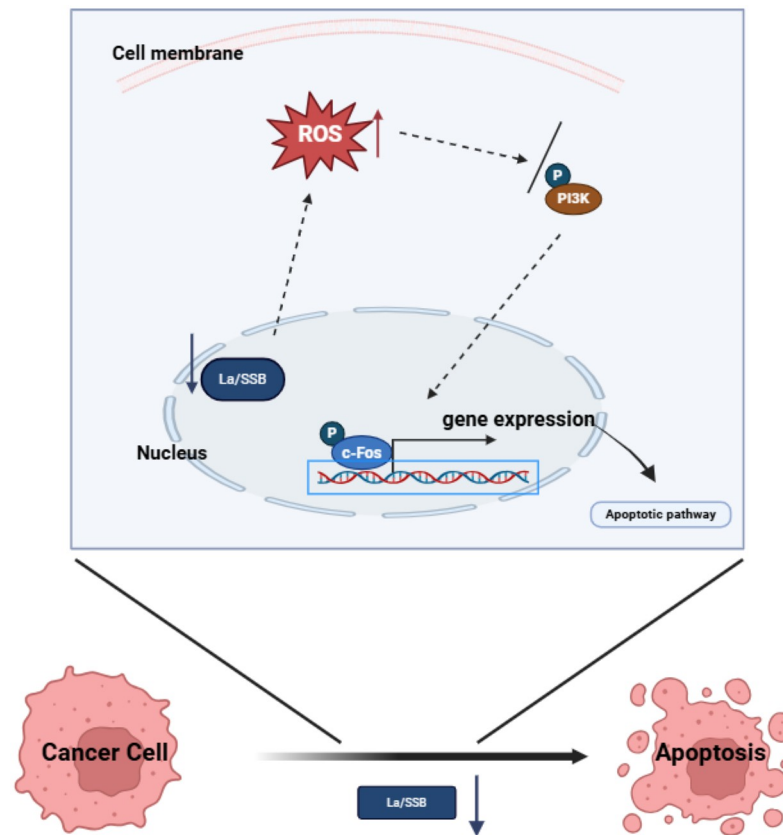 Cell membrane
ROS
P
PI3K
La/SSB
gene expression
P
c-Fos
Nucleus
Apoptotic pathway
Cancer Cell
Apoptosis
La/SSB